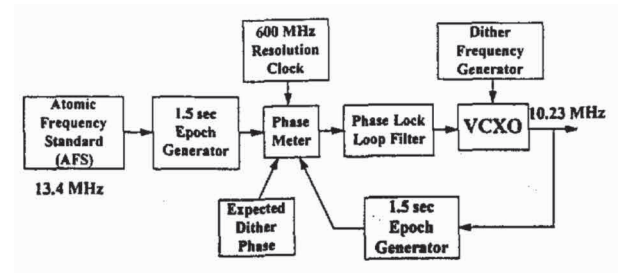 600 MHz
Resolution
Clock
Dither
Frequency
Generator
Atomic
Frequency
Standard
(AFS)
1.5 sec
Epoch
Generator
Phase
Meter
Phase Lock
Loop Filter
VCXO
10.23 MHz
13.4 MHz
Expected
Dither
Phase
1.5 sec
Epoch
Generator